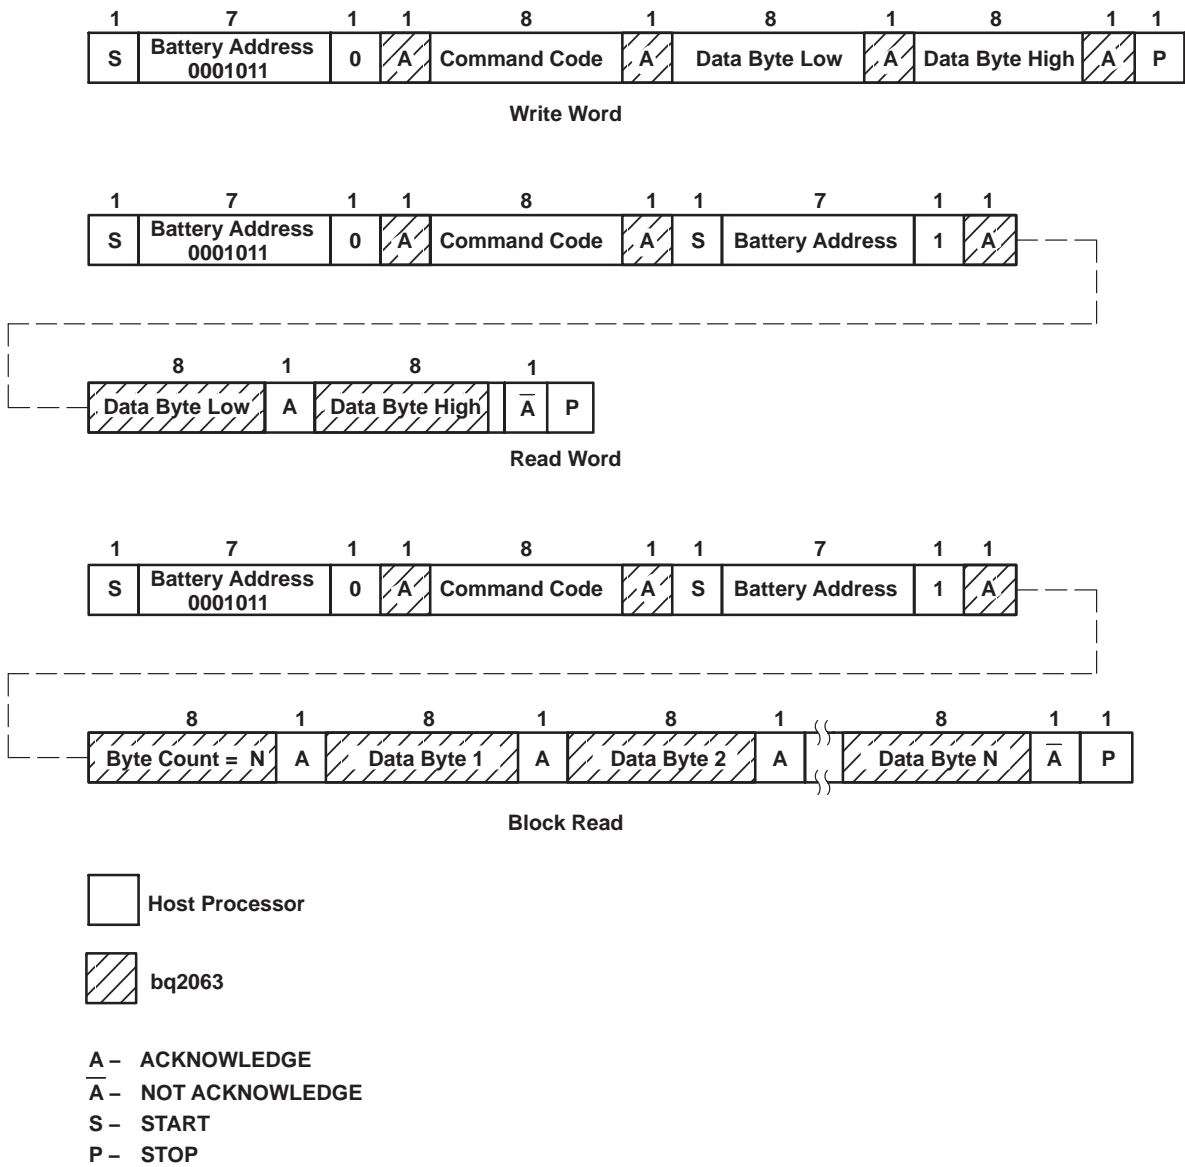 1 7 1 1 8 1 8 1 8 1 1
S Battery Address 0 A Command Code A Data Byte Low A Data Byte High A P
0001011
Write Word
1 7 1 1 8 1 1 7 1 1
S Battery Address 0 A Command Code A S Battery Address 1 A
0001011
8 1 8 1
Data Byte Low A Data Byte High A̅ P
Read Word
1 7 1 1 8 1 1 7 1 1
S Battery Address 0 A Command Code A S Battery Address 1 A
0001011
8 1 8 1 8 1 8 1 1
Byte Count = N A Data Byte 1 A Data Byte 2 A Data Byte N A̅ P
Block Read
Host Processor
bq2063
A – ACKNOWLEDGE
A̅ – NOT ACKNOWLEDGE
S – START
P – STOP